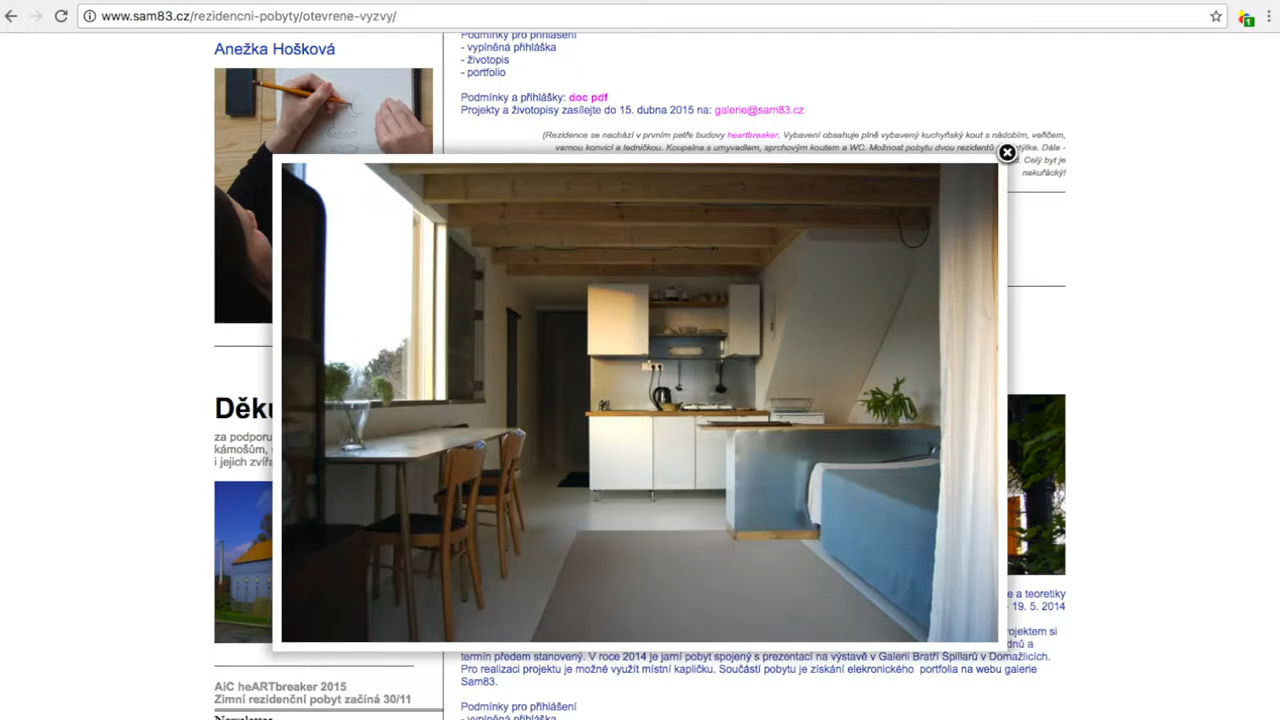 www.sam83.cz/rezidencni-pobyty/otevrene-vyzvy/
1
Anežka Hošková
Podmínky pro přihlášení
- vyplněná přihláška
- životopis
- portfolio
Podmínky a přihlášky: doc pdf
Projekty a životopisy zasílejte do 15. dubna 2015 na: galerie@sam83.cz
(Rezidence se nachází v prvním patře budovy heartbreaker. Vybavení obsahuje plně vybavený kuchyňský kout s nádobím, vařičem,
varnou konvicí a ledničkou. Koupelna s umyvadlem, sprchovým koutem a WC. Možnost pobytu dvou rezidentů
Dále -
Celý byt je
nekuřácký!
za podporu
kámošům,
i jejich
e a teoretiky
- 19. 5. 2014
termín předem stanovený. V roce 2014 je jarní pobyt spojený s prezentací na výstavě v Galerii Bratří Špillarů v Domažlicích.
Pro realizaci projektu je možné využít místní kapličku. Součástí pobytu je získání elekronického portfolia na webu galerie
Sam83.
Podmínky pro přihlášení
- vyplněná přihláška
AiC heARTbreaker 2015
Zimní rezidenční pobyt začíná 30/11
Newsletter